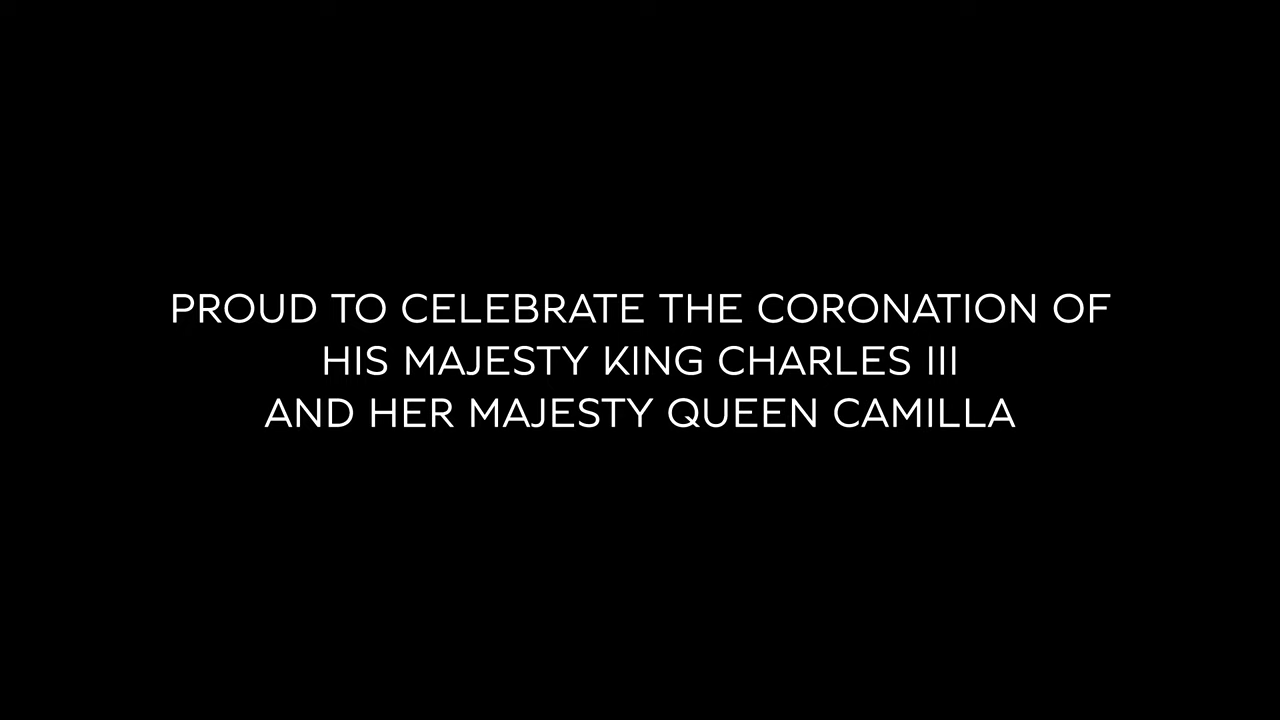 PROUD TO CELEBRATE THE CORONATION OF
HIS MAJESTY KING CHARLES III
AND HER MAJESTY QUEEN CAMILLA